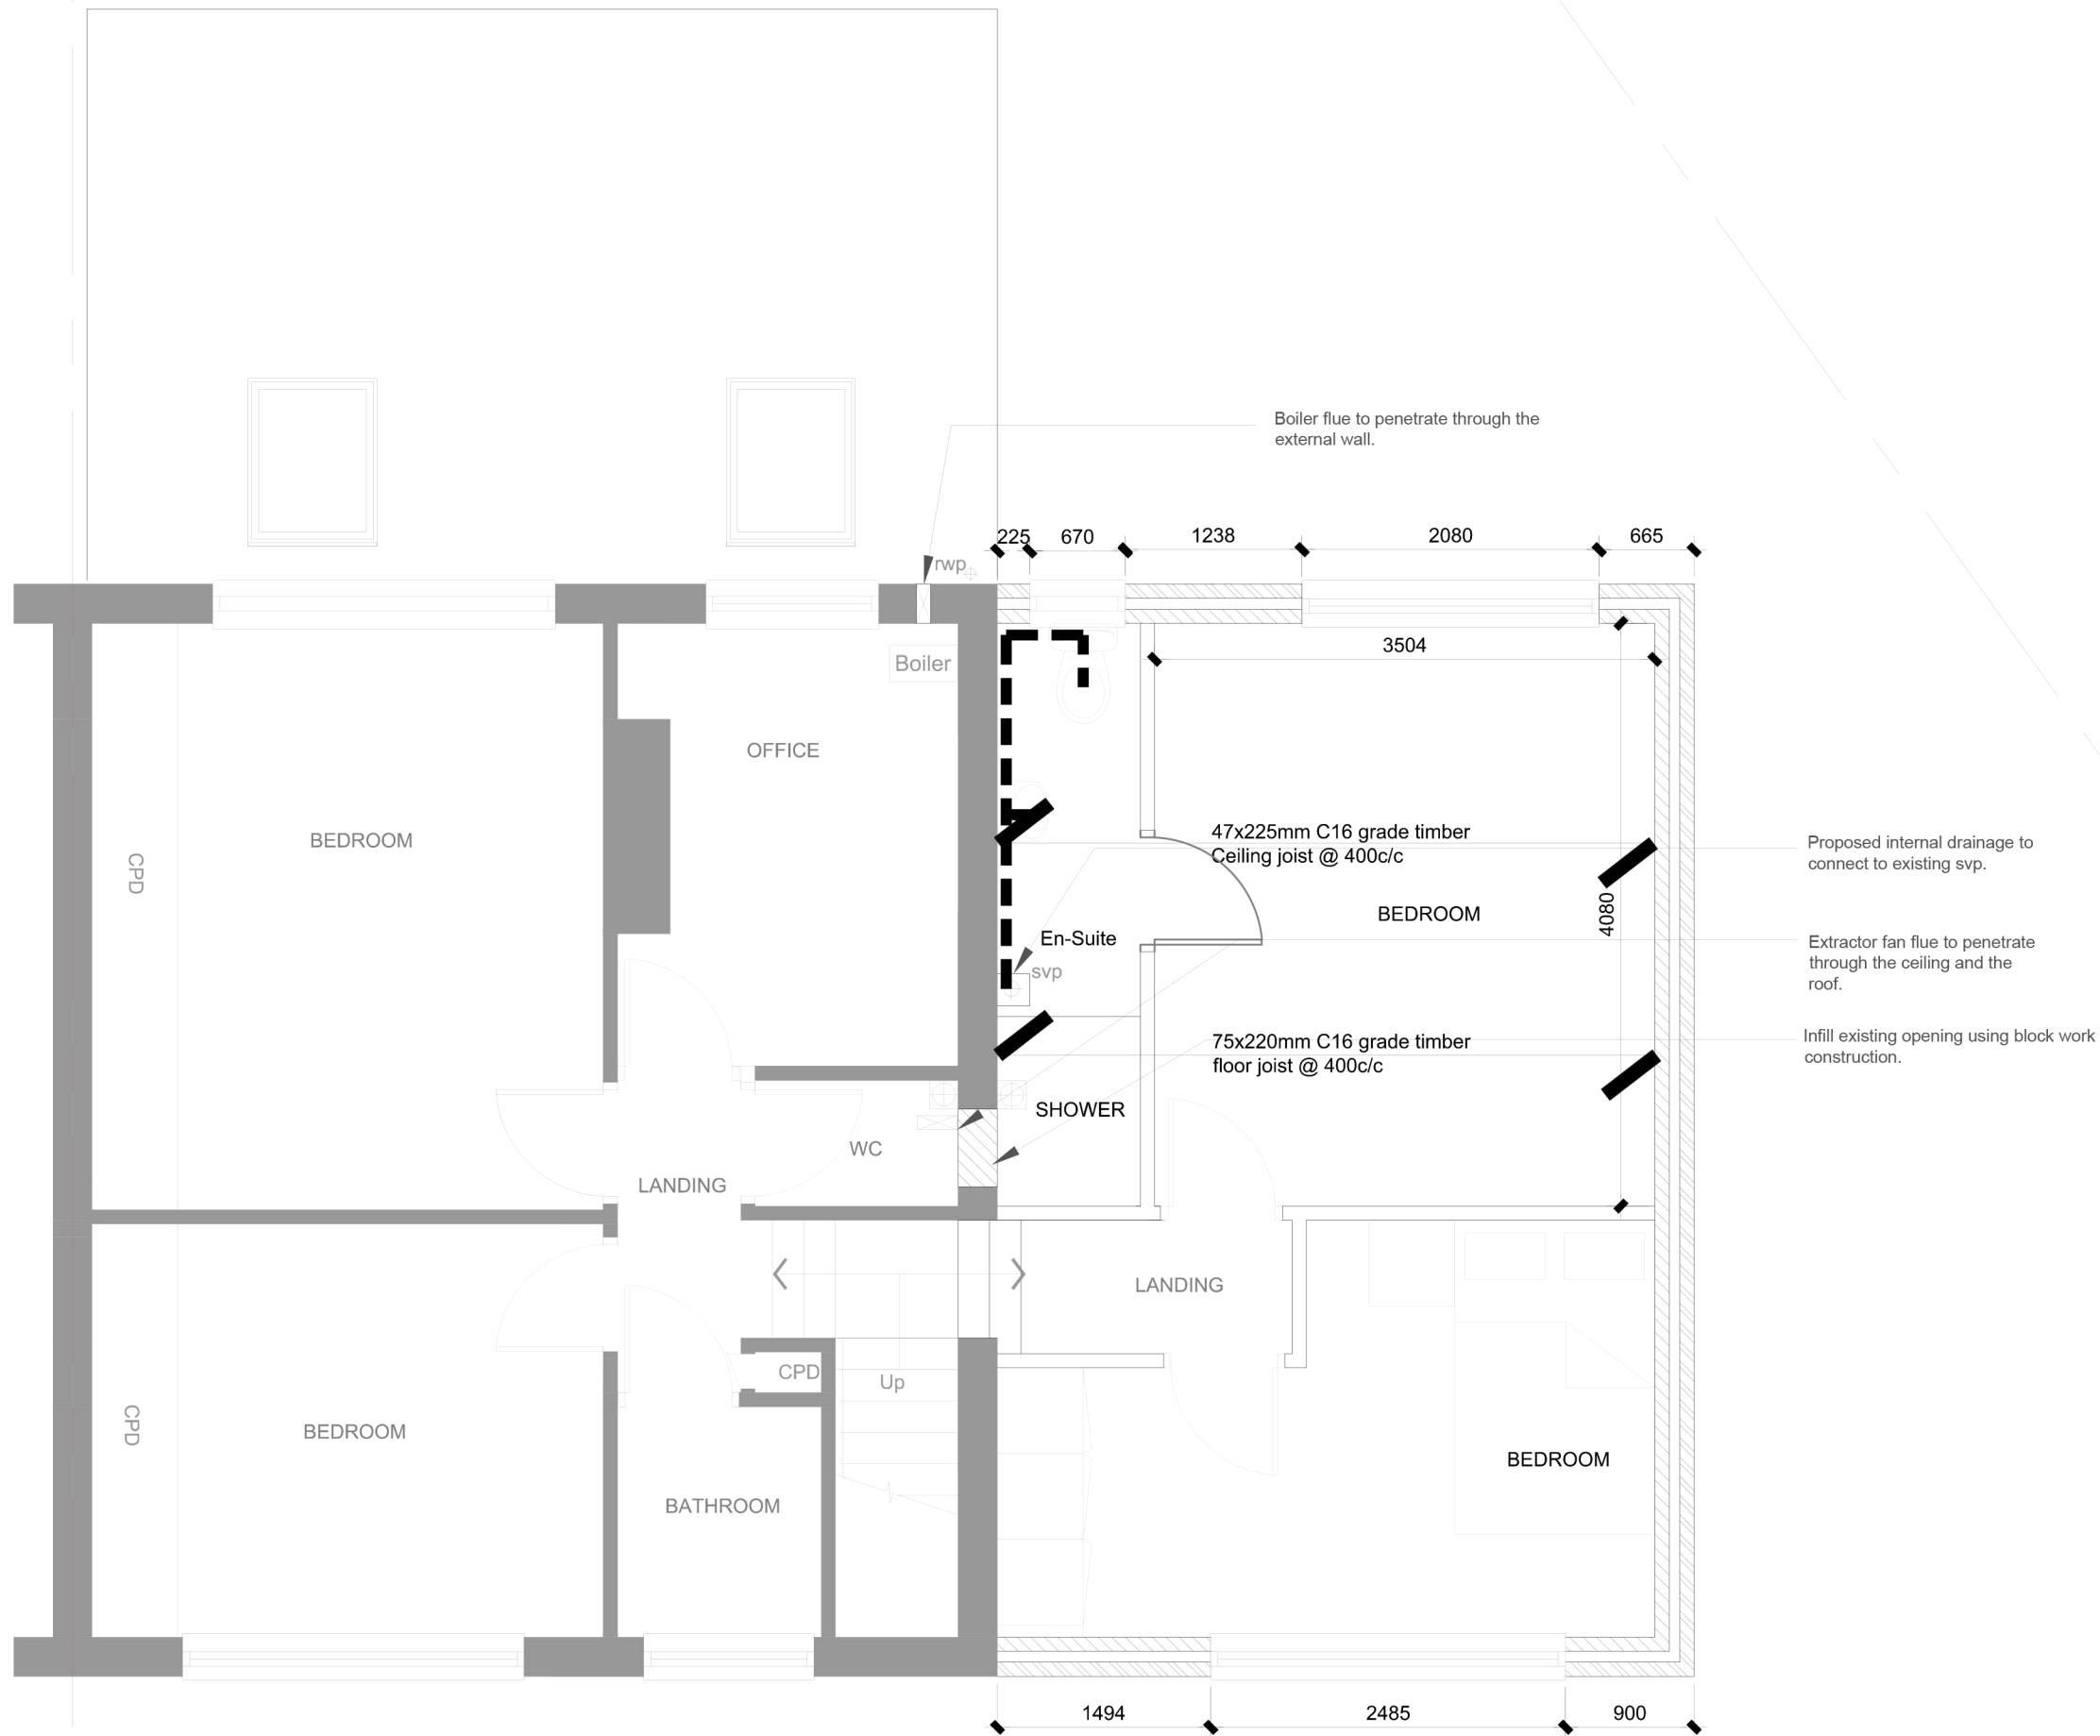 Boiler flue to penetrate through the
external wall.
225
670
1238
2080
665
rwp
3504
Boiler
OFFICE
BEDROOM
CPD
47x225mm C16 grade timber
Ceiling joist @ 400c/c
Proposed internal drainage to
connect to existing svp.
4080
BEDROOM
En-Suite
svp
Extractor fan flue to penetrate
through the ceiling and the
roof.
75x220mm C16 grade timber
floor joist @ 400c/c
Infill existing opening using block work
construction.
SHOWER
WC
LANDING
LANDING
CPD
Up
CPD
BEDROOM
BEDROOM
BATHROOM
1494
2485
900